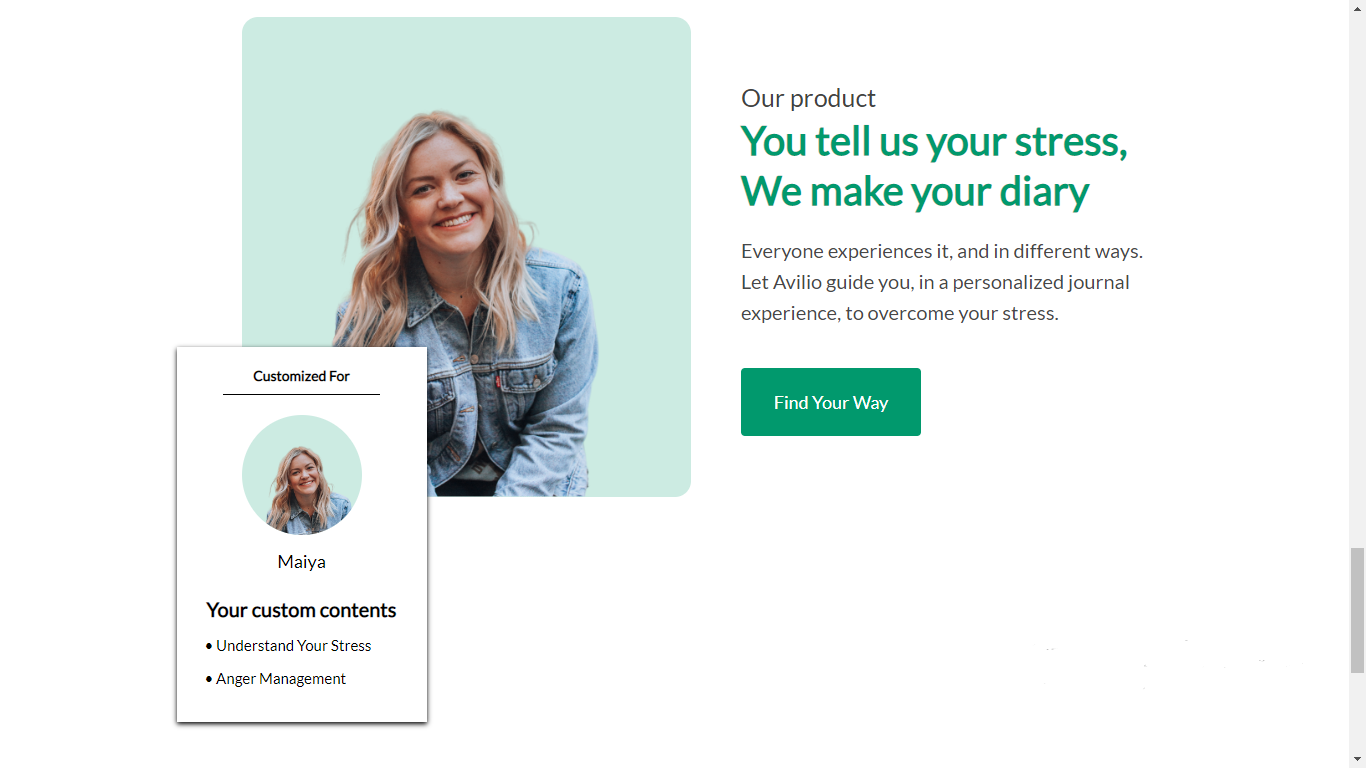 Our product
You tell us your stress,
We make your diary
Everyone experiences it, and in different ways.
Let Avilio guide you, in a personalized journal
experience, to overcome your stress.
Find Your Way
Customized For
Maiya
Your custom contents
• Understand Your Stress
• Anger Management